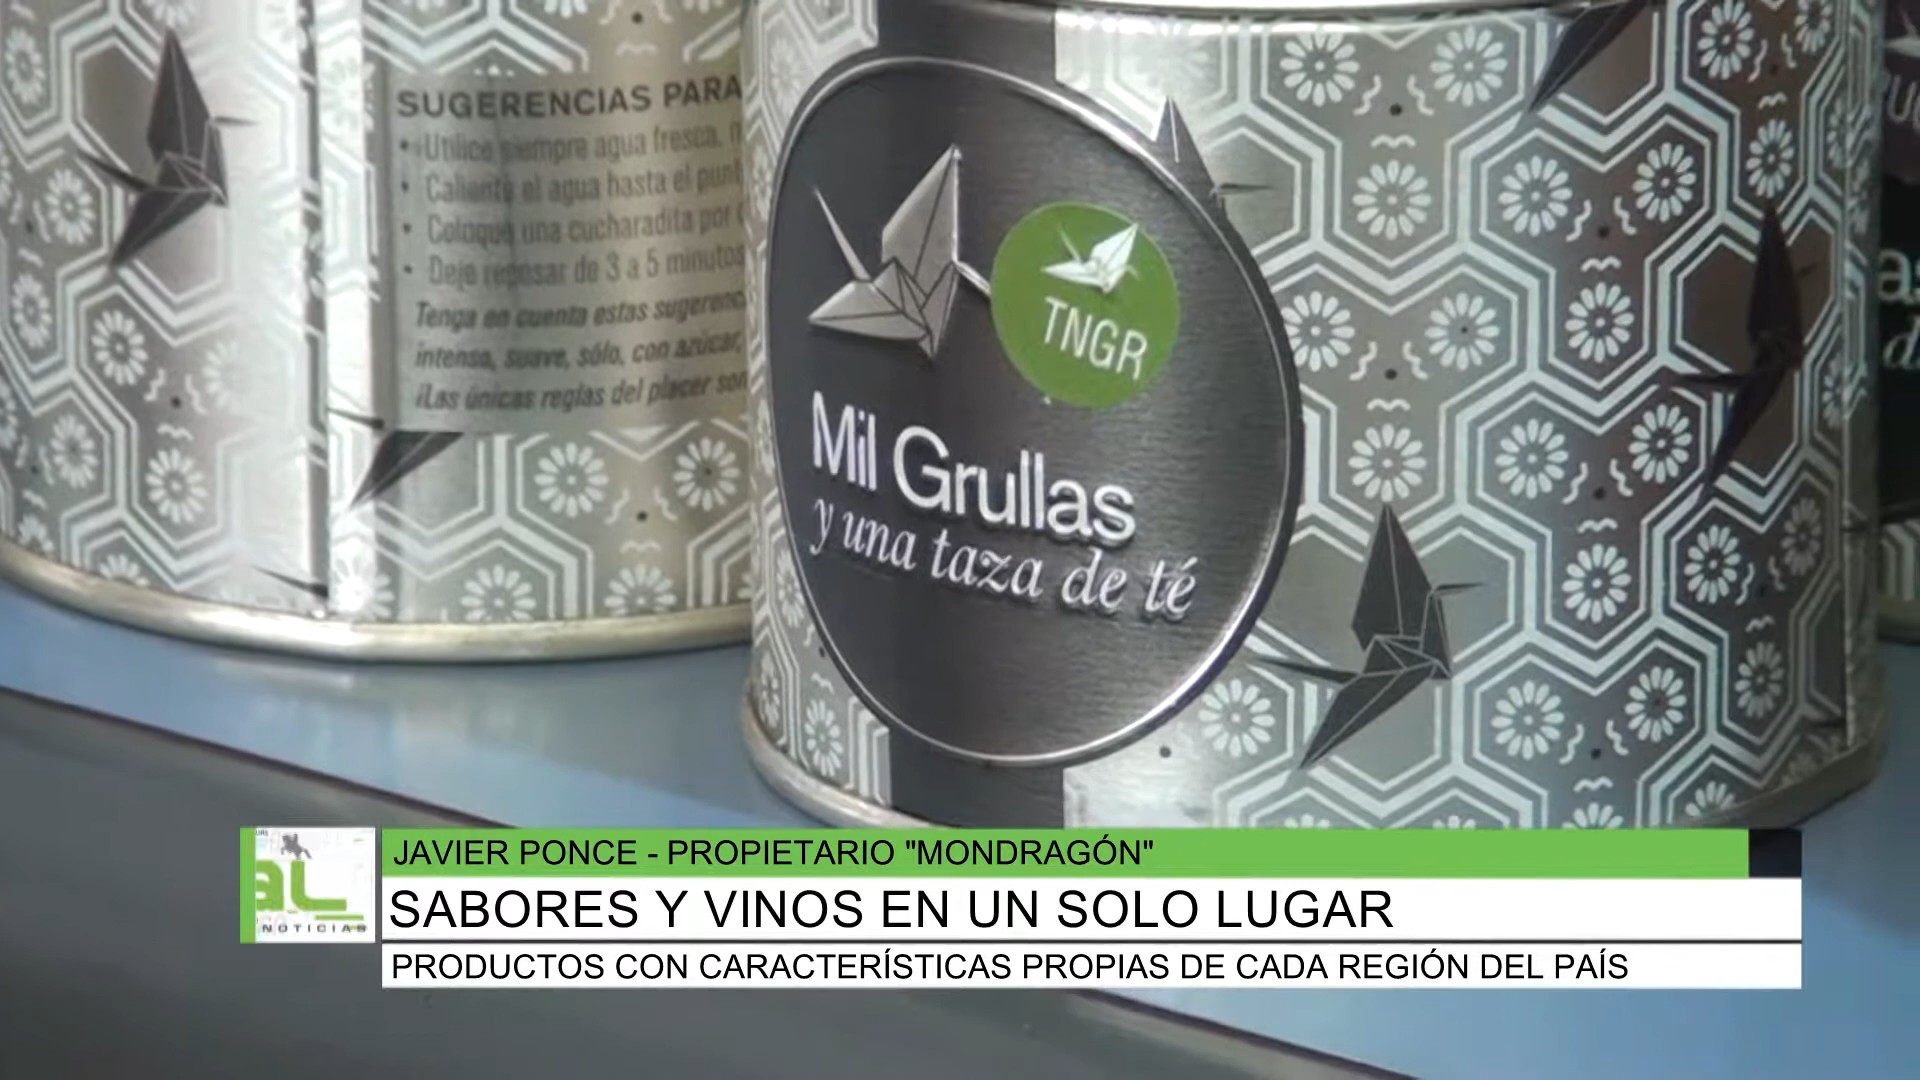 SUGERENCIAS PARA
• Utilice siempre agua fresca,
• Caliente el agua hasta el
• Coloque una cucharadita por
• Deje reposar de 3 a 5 minutos
Tenga en cuenta estas
intenso, suave, sólo, con azúcar,
¡Las únicas reglas del placer son
TNGR
Mil Grullas
y una taza de té
aL
NOTICIAS
JAVIER PONCE - PROPIETARIO "MONDRAGÓN"
SABORES Y VINOS EN UN SOLO LUGAR
PRODUCTOS CON CARACTERÍSTICAS PROPIAS DE CADA REGIÓN DEL PAÍS